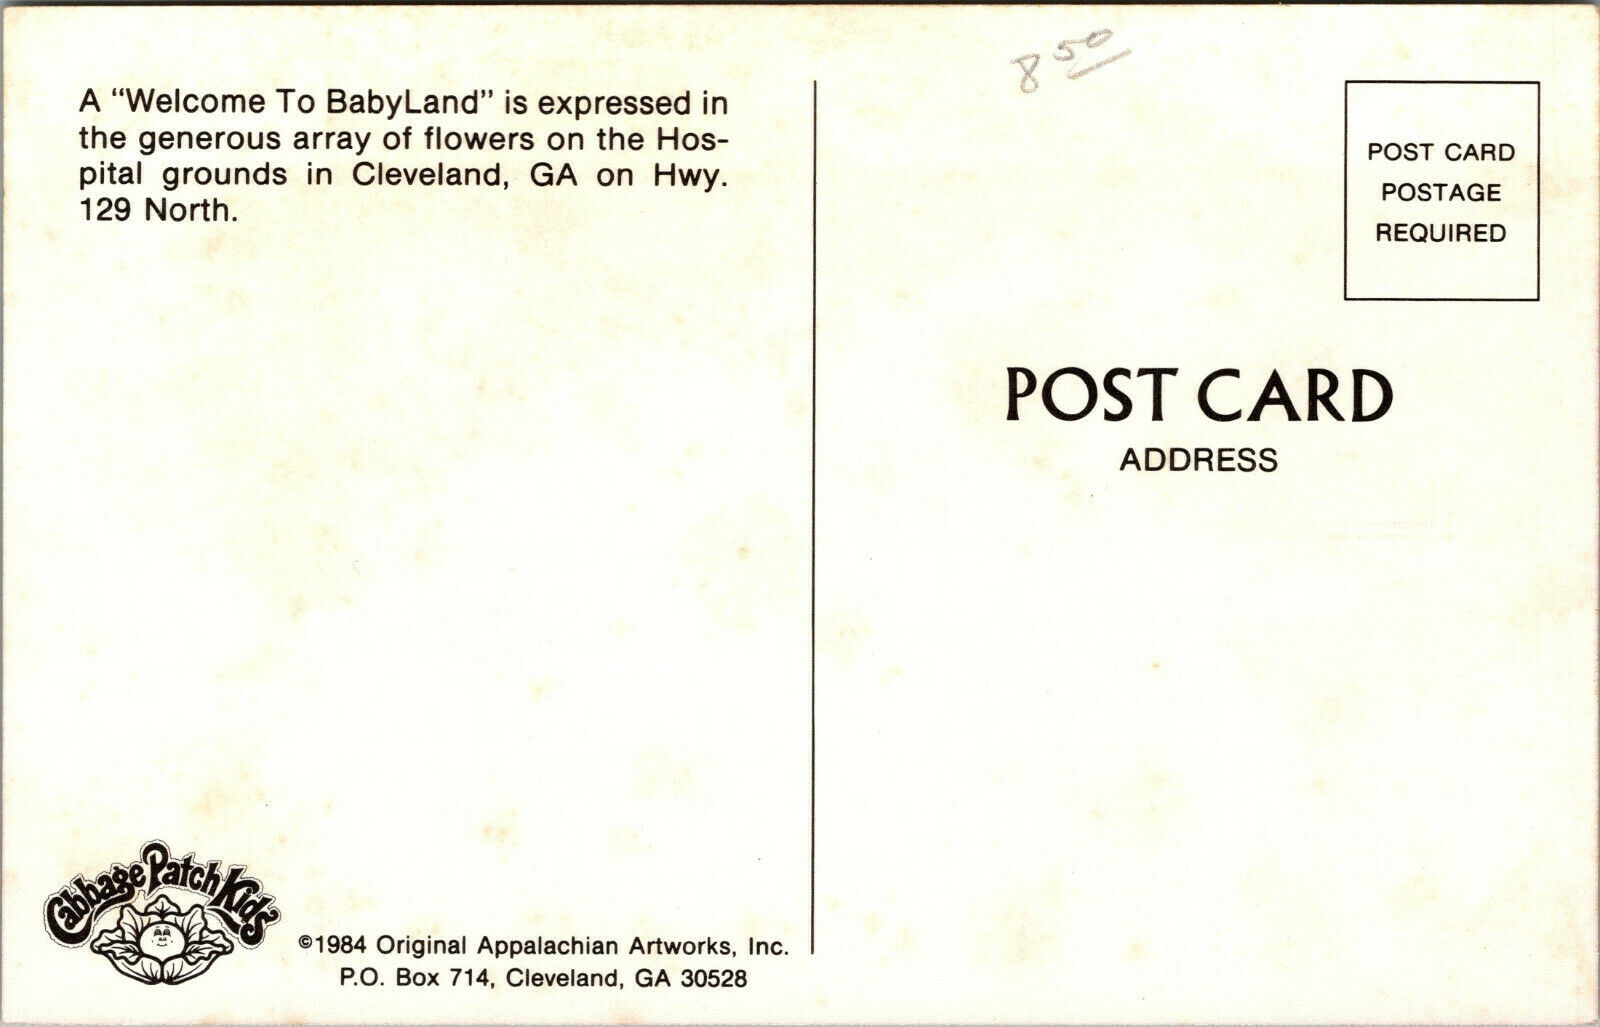 8 50
A “Welcome To BabyLand” is expressed in
the generous array of flowers on the Hos-
pital grounds in Cleveland, GA on Hwy.
129 North.
POST CARD
POSTAGE
REQUIRED
POST CARD
ADDRESS
Cabbage Patch Kids
©1984 Original Appalachian Artworks, Inc.
P.O. Box 714, Cleveland, GA 30528